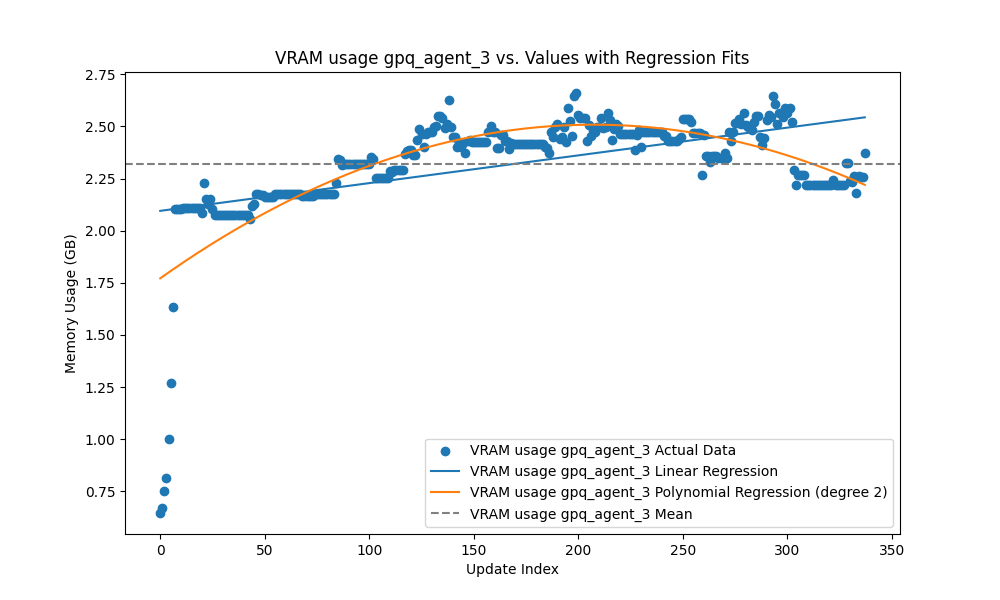 VRAM usage gpq_agent_3 vs. Values with Regression Fits
2.75
2.50
2.25
2.00
1.75
1.50
1.25
1.00
0.75
Memory Usage (GB)
VRAM usage gpq_agent_3 Actual Data
VRAM usage gpq_agent_3 Linear Regression
VRAM usage gpq_agent_3 Polynomial Regression (degree 2)
VRAM usage gpq_agent_3 Mean
0 50 100 150 200 250 300 350
Update Index